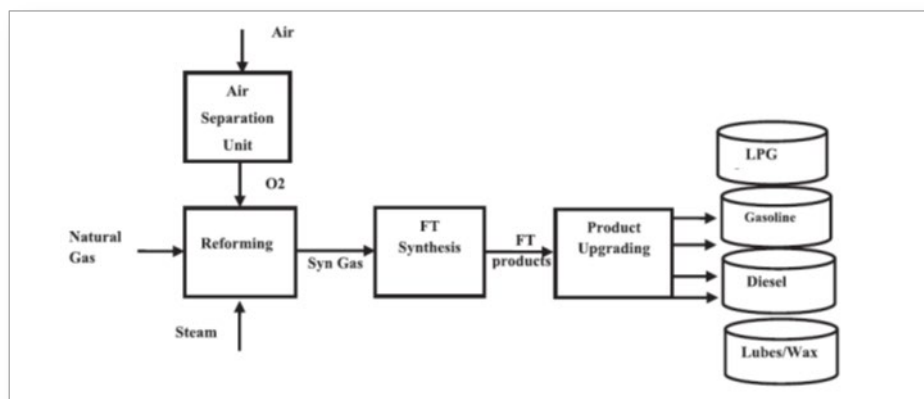 Air
Air
Separation
Unit
O2
Natural
Gas
Reforming
Steam
Syn Gas
FT
Synthesis
FT
products
Product
Upgrading
LPG
Gasoline
Diesel
Lubes/Wax